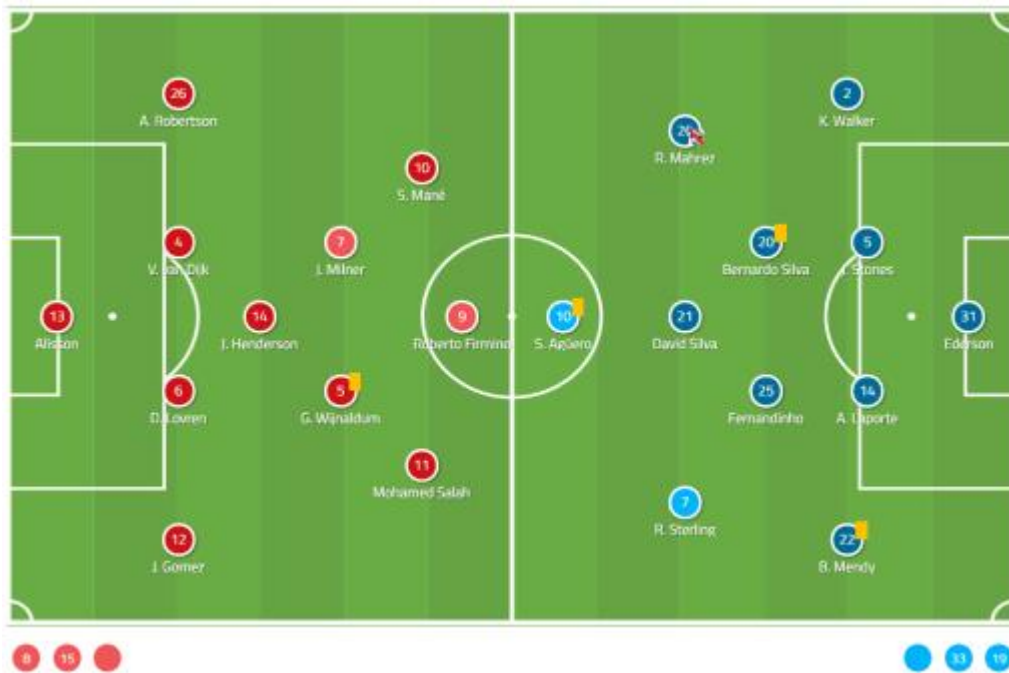 26
A. Robertson
2
K. Walker
26
R. Mahrez
10
S. Mané
4
V. van Dijk
7
J. Milner
20
Bernardo Silva
5
J. Stones
13
Alisson
14
J. Henderson
9
Roberto Firmino
10
S. Agüero
21
David Silva
31
Ederson
6
D. Lovren
5
G. Wijnaldum
25
Fernandinho
14
A. Laporte
11
Mohamed Salah
7
R. Sterling
12
J. Gomez
22
B. Mendy
8 15
33 19